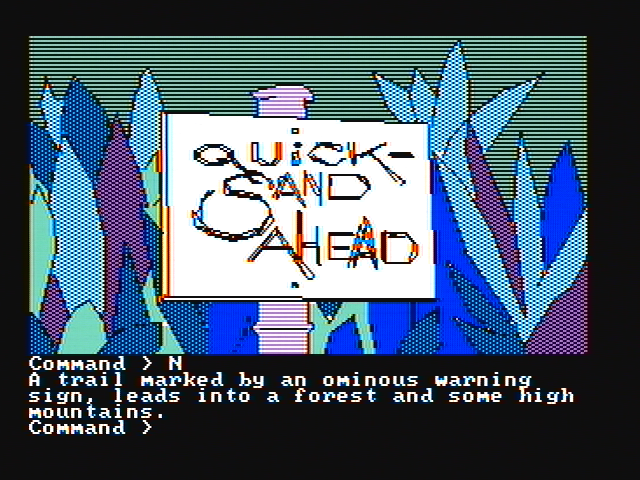 QUICK-
SAND
AHEAD
Command > N
A trail marked by an ominous warning
sign, leads into a forest and some high
mountains.
Command >